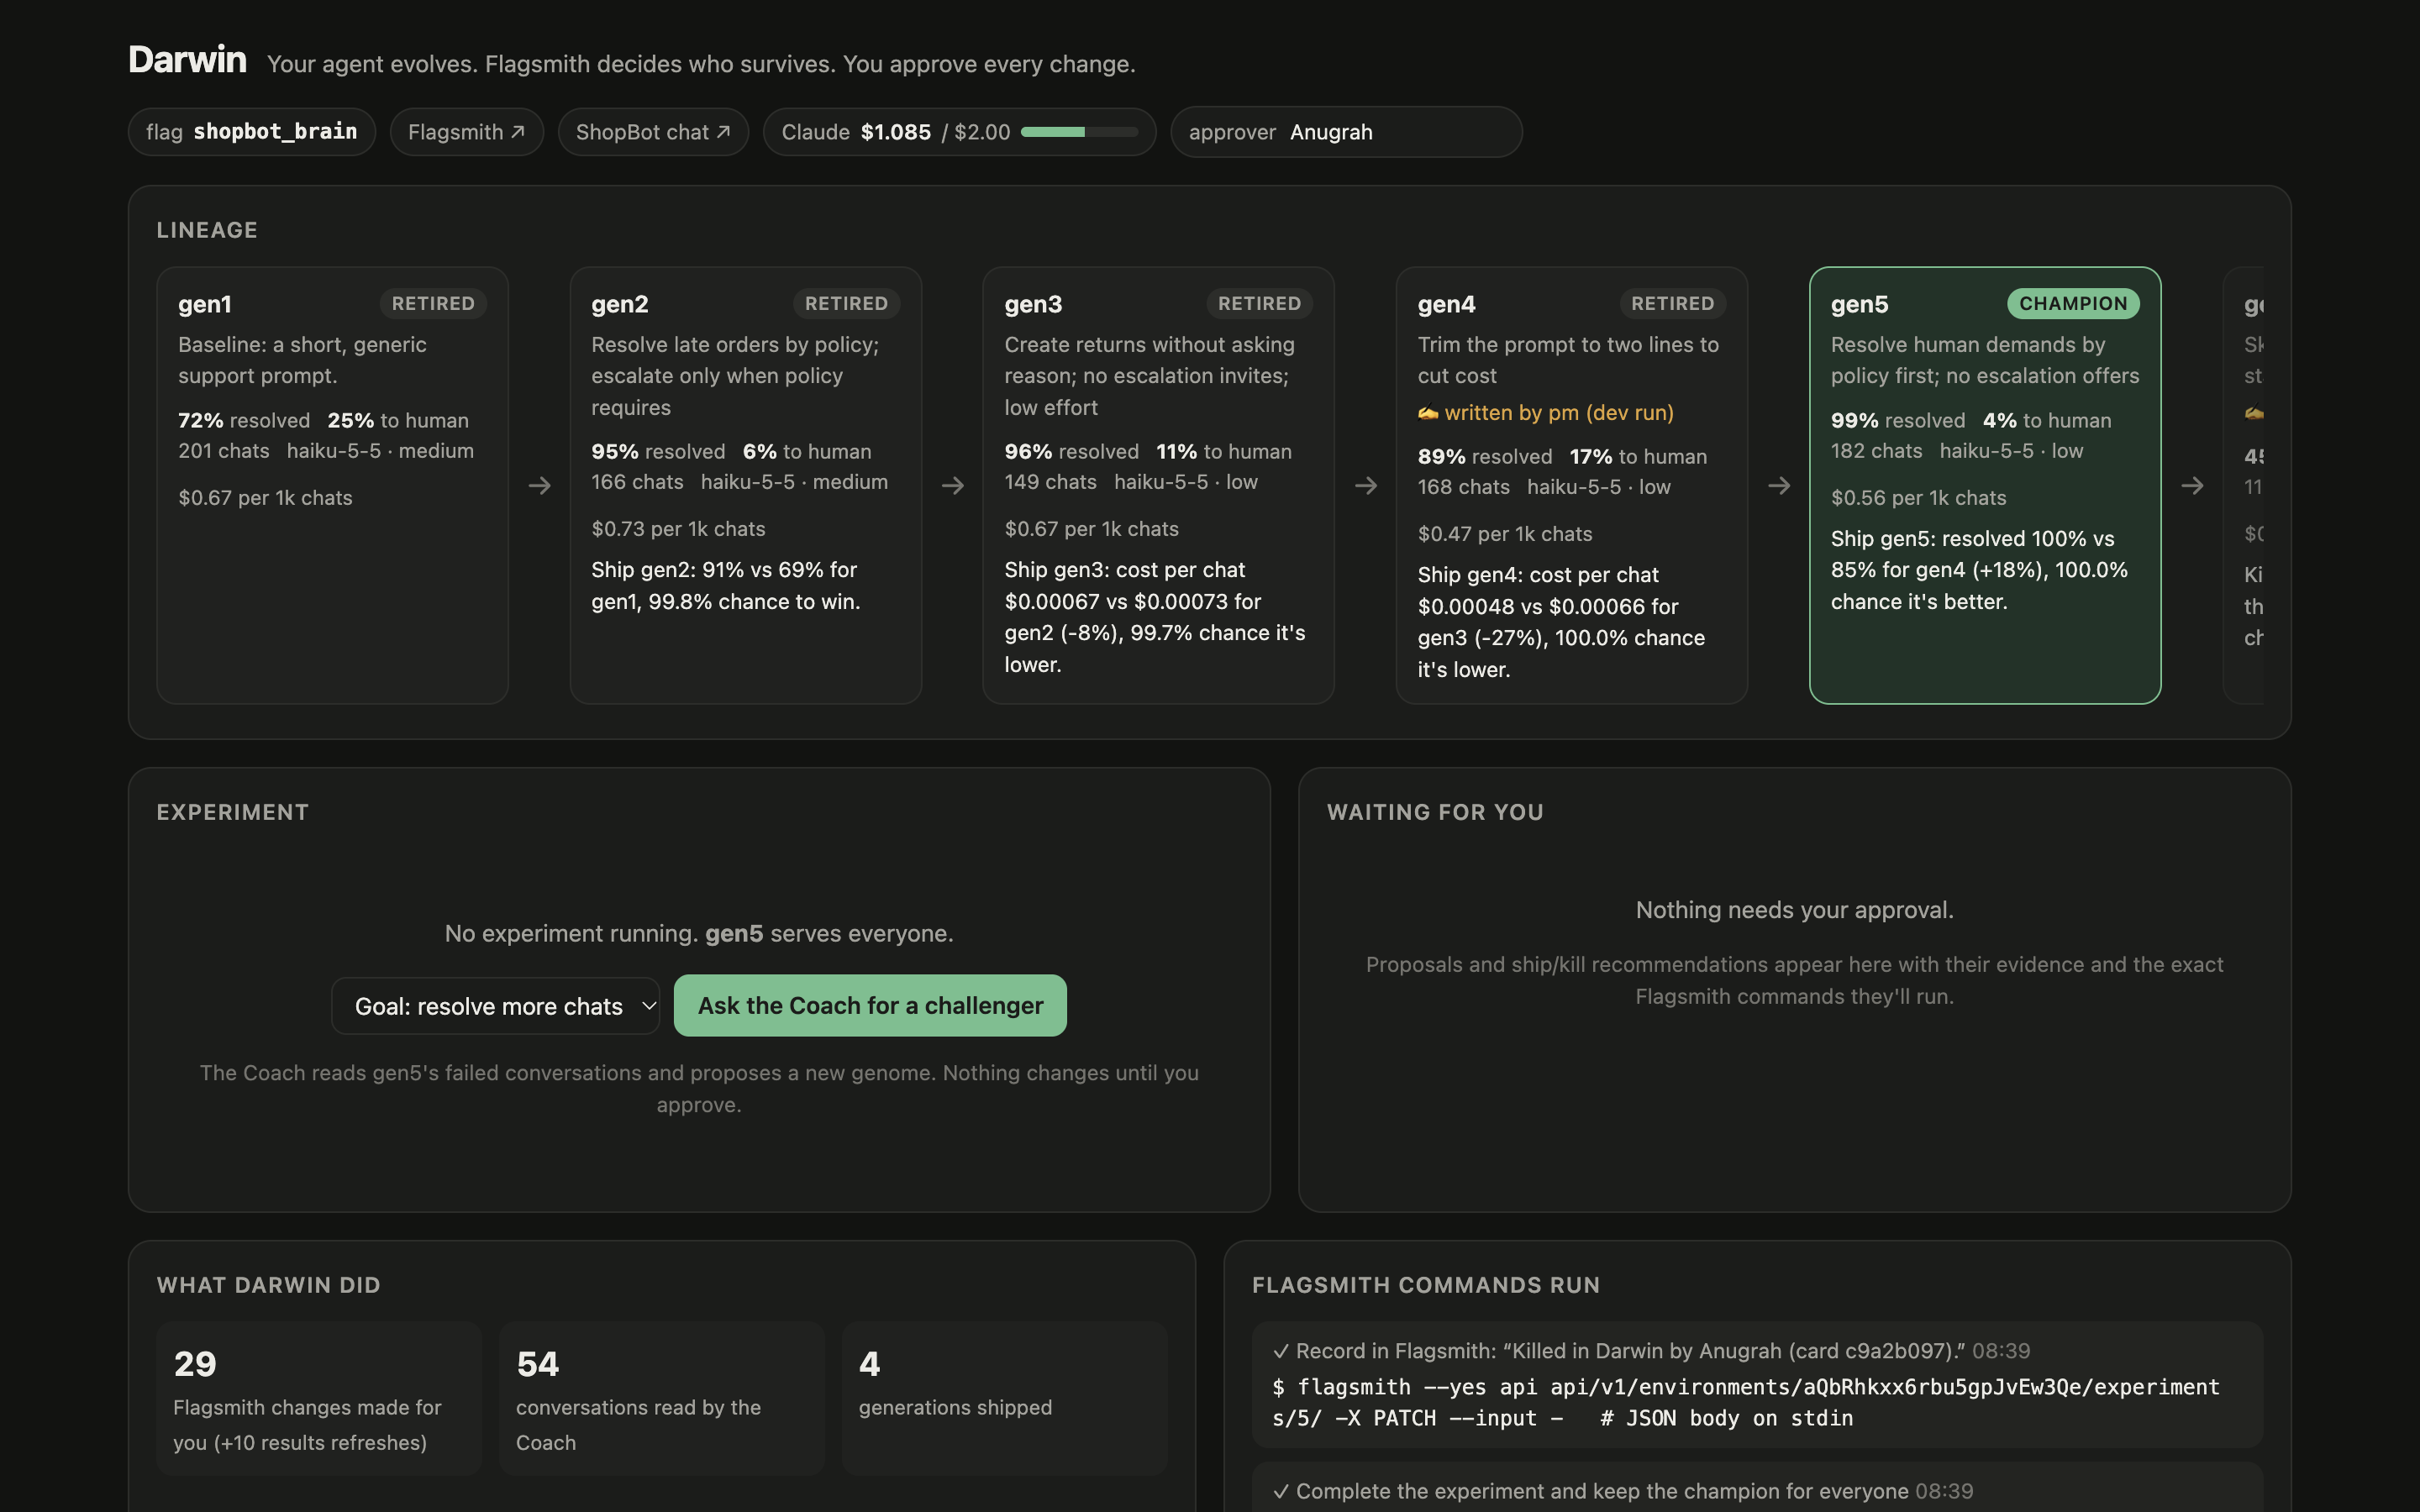 Darwin Your agent evolves. Flagsmith decides who survives. You approve every change.
flag shopbot_brain
Flagsmith ↗
ShopBot chat ↗
Claude $1.085 / $2.00
approver Anugrah
LINEAGE
gen1 RETIRED
Baseline: a short, generic
support prompt.
72% resolved 25% to human
201 chats haiku-5-5 · medium
$0.67 per 1k chats
→
gen2 RETIRED
Resolve late orders by policy;
escalate only when policy
requires
95% resolved 6% to human
166 chats haiku-5-5 · medium
$0.73 per 1k chats
Ship gen2: 91% vs 69% for
gen1, 99.8% chance to win.
→
gen3 RETIRED
Create returns without asking
reason; no escalation invites;
low effort
96% resolved 11% to human
149 chats haiku-5-5 · low
$0.67 per 1k chats
Ship gen3: cost per chat
$0.00067 vs $0.00073 for
gen2 (-8%), 99.7% chance it's
lower.
→
gen4 RETIRED
Trim the prompt to two lines to
cut cost
✍️ written by pm (dev run)
89% resolved 17% to human
168 chats haiku-5-5 · low
$0.47 per 1k chats
Ship gen4: cost per chat
$0.00048 vs $0.00066 for
gen3 (-27%), 100.0% chance
it's lower.
→
gen5 CHAMPION
Resolve human demands by
policy first; no escalation offers
99% resolved 4% to human
182 chats haiku-5-5 · low
$0.56 per 1k chats
Ship gen5: resolved 100% vs
85% for gen4 (+18%), 100.0%
chance it's better.
→
EXPERIMENT
No experiment running. gen5 serves everyone.
Goal: resolve more chats
Ask the Coach for a challenger
The Coach reads gen5's failed conversations and proposes a new genome. Nothing changes until you
approve.
WAITING FOR YOU
Nothing needs your approval.
Proposals and ship/kill recommendations appear here with their evidence and the exact
Flagsmith commands they'll run.
WHAT DARWIN DID
29
Flagsmith changes made for
you (+10 results refreshes)
54
conversations read by the
Coach
4
generations shipped
FLAGSMITH COMMANDS RUN
✓ Record in Flagsmith: “Killed in Darwin by Anugrah (card c9a2b097).” 08:39
$ flagsmith --yes api api/v1/environments/aQbRhkxx6rbu5gpJvEw3Qe/experiment
s/5/ -X PATCH --input - # JSON body on stdin
✓ Complete the experiment and keep the champion for everyone 08:39